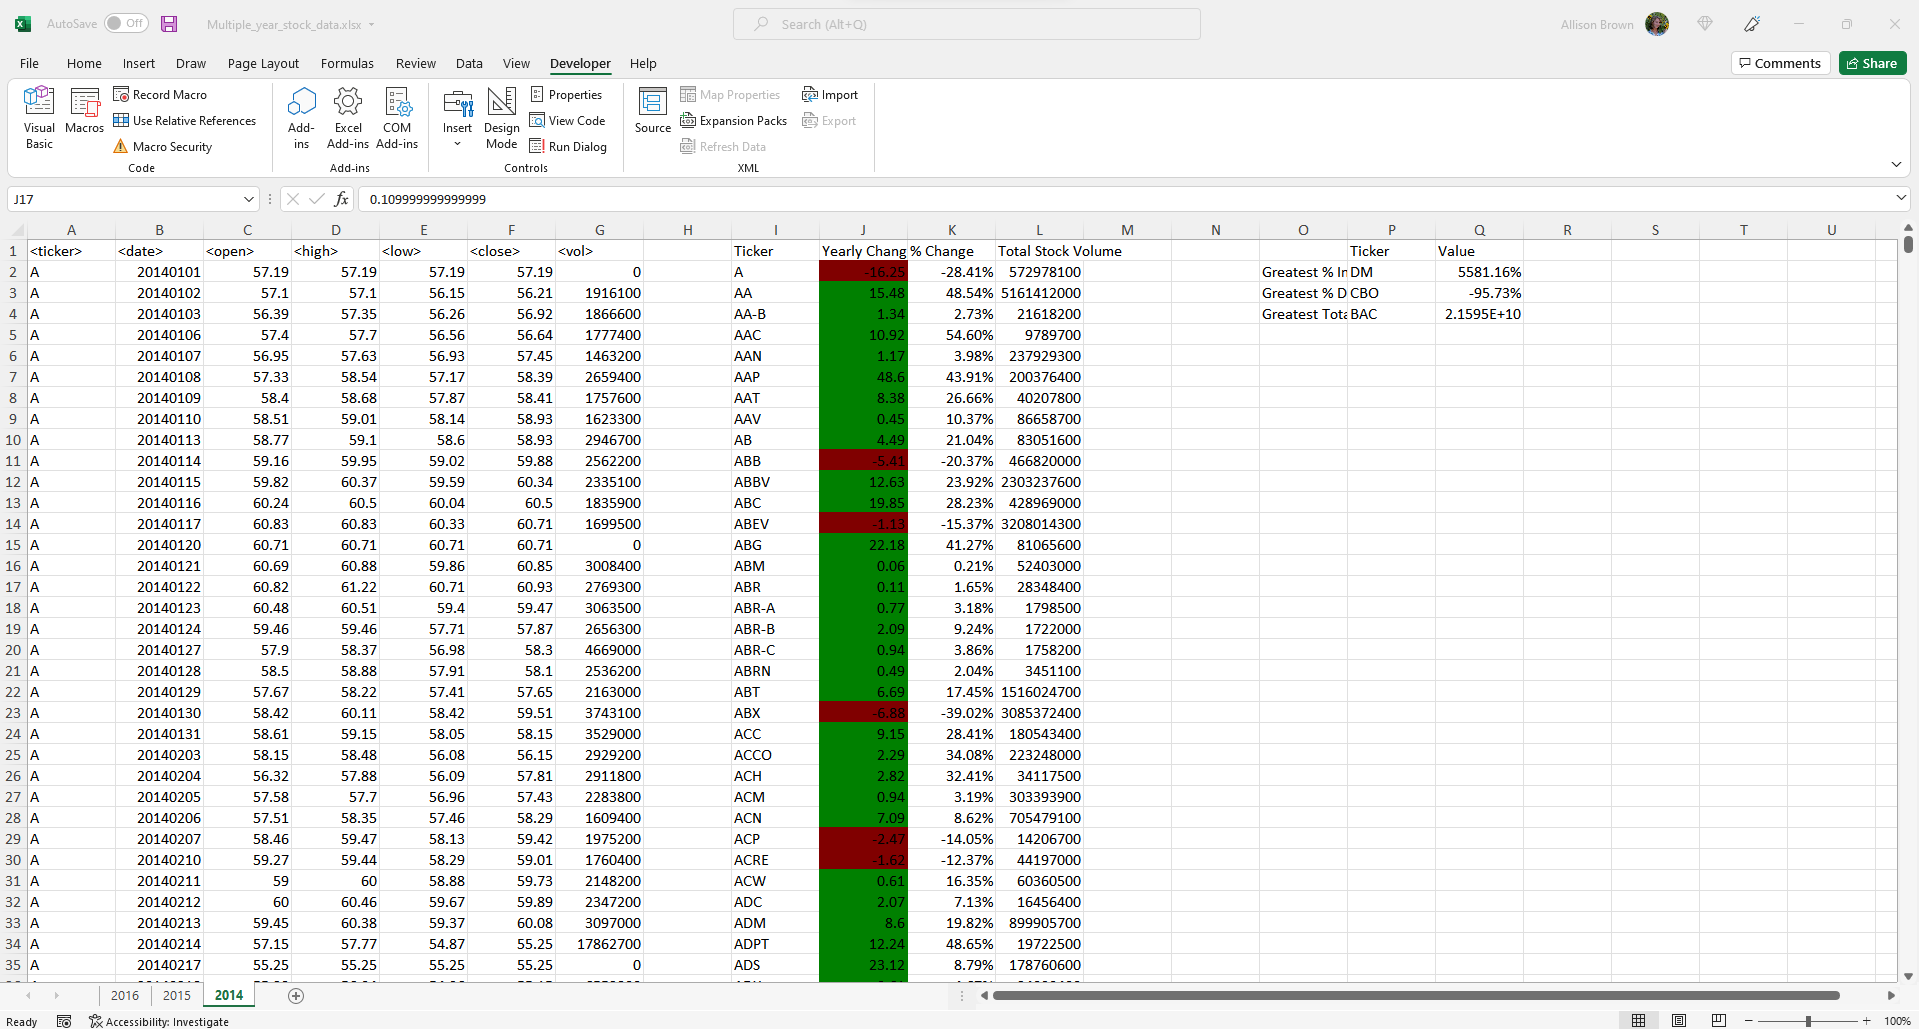 AutoSave Off Multiple_year_stock_data.xlsx Search (Alt+Q) Allison Brown
File Home Insert Draw Page Layout Formulas Review Data View Developer Help Comments Share
Visual Basic
Macros
Record Macro
Use Relative References
Macro Security
Code
Add-ins
Excel Add-ins
COM Add-ins
Add-ins
Insert
Design Mode
Properties
View Code
Run Dialog
Controls
Source
Map Properties
Expansion Packs
Refresh Data
Import
Export
XML
J17 fx 0.109999999999999
A B C D E F G H I J K L M N O P Q R S T U
1 <ticker> <date> <open> <high> <low> <close> <vol> Ticker Yearly Chang % Change Total Stock Volume Ticker Value
2 A 20140101 57.19 57.19 57.19 57.19 0 A -16.25 -28.41% 572978100 Greatest % In DM 5581.16%
3 A 20140102 57.1 57.1 56.15 56.21 1916100 AA 15.48 48.54% 5161412000 Greatest % D CBO -95.73%
4 A 20140103 56.39 57.35 56.26 56.92 1866600 AA-B 1.34 2.73% 21618200 Greatest Tota BAC 2.1595E+10
5 A 20140106 57.4 57.7 56.56 56.64 1777400 AAC 10.92 54.60% 9789700
6 A 20140107 56.95 57.63 56.93 57.45 1463200 AAN 1.17 3.98% 237929300
7 A 20140108 57.33 58.54 57.17 58.39 2659400 AAP 48.6 43.91% 200376400
8 A 20140109 58.4 58.68 57.87 58.41 1757600 AAT 8.38 26.66% 40207800
9 A 20140110 58.51 59.01 58.14 58.93 1623300 AAV 0.45 10.37% 86658700
10 A 20140113 58.77 59.1 58.6 58.93 2946700 AB 4.49 21.04% 83051600
11 A 20140114 59.16 59.95 59.02 59.88 2562200 ABB -5.41 -20.37% 466820000
12 A 20140115 59.82 60.37 59.59 60.34 2335100 ABBV 12.63 23.92% 2303237600
13 A 20140116 60.24 60.5 60.04 60.5 1835900 ABC 19.85 28.23% 428969000
14 A 20140117 60.83 60.83 60.33 60.71 1699500 ABEV -1.13 -15.37% 3208014300
15 A 20140120 60.71 60.71 60.71 60.71 0 ABG 22.18 41.27% 81065600
16 A 20140121 60.69 60.88 59.86 60.85 3008400 ABM 0.06 0.21% 52403000
17 A 20140122 60.82 61.22 60.71 60.93 2769300 ABR 0.11 1.65% 28348400
18 A 20140123 60.48 60.51 59.4 59.47 3063500 ABR-A 0.77 3.18% 1798500
19 A 20140124 59.46 59.46 57.71 57.87 2656300 ABR-B 2.09 9.24% 1722000
20 A 20140127 57.9 58.37 56.98 58.3 4669000 ABR-C 0.94 3.86% 1758200
21 A 20140128 58.5 58.88 57.91 58.1 2536200 ABRN 0.49 2.04% 3451100
22 A 20140129 57.67 58.22 57.41 57.65 2163000 ABT 6.69 17.45% 1516024700
23 A 20140130 58.42 60.11 58.42 59.51 3743100 ABX -6.88 -39.02% 3085372400
24 A 20140131 58.61 59.15 58.05 58.15 3529000 ACC 9.15 28.41% 180543400
25 A 20140203 58.15 58.48 56.08 56.15 2929200 ACCO 2.29 34.08% 223248000
26 A 20140204 56.32 57.88 56.09 57.81 2911800 ACH 2.82 32.41% 34117500
27 A 20140205 57.58 57.7 56.96 57.43 2283800 ACM 0.94 3.19% 303393900
28 A 20140206 57.51 58.35 57.46 58.29 1609400 ACN 7.09 8.62% 705479100
29 A 20140207 58.46 59.47 58.13 59.42 1975200 ACP -2.47 -14.05% 14206700
30 A 20140210 59.27 59.44 58.29 59.01 1760400 ACRE -1.62 -12.37% 44197000
31 A 20140211 59 60 58.88 59.73 2148200 ACW 0.61 16.35% 60360500
32 A 20140212 60 60.46 59.67 59.89 2347200 ADC 2.07 7.13% 16456400
33 A 20140213 59.45 60.38 59.37 60.08 3097000 ADM 8.6 19.82% 899905700
34 A 20140214 57.15 57.77 54.87 55.25 17862700 ADPT 12.24 48.65% 19722500
35 A 20140217 55.25 55.25 55.25 55.25 0 ADS 23.12 8.79% 178760600
2016 2015 2014
Ready Accessibility: Investigate 100%